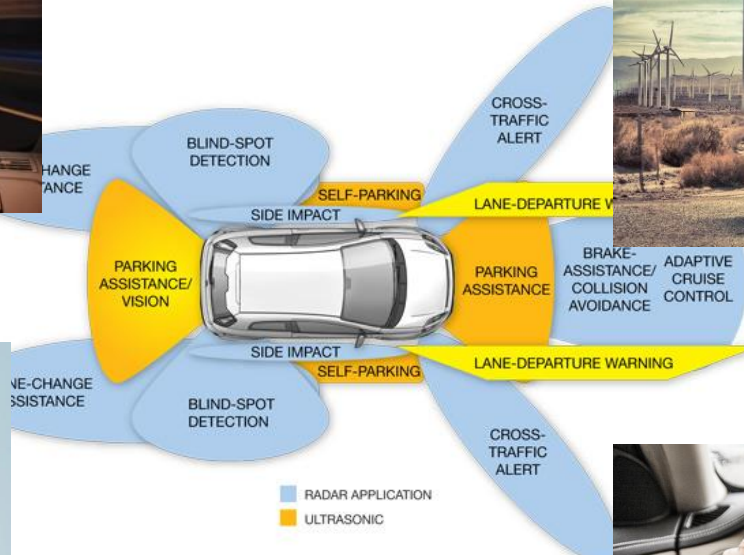 CROSS-
TRAFFIC
ALERT
BLIND-SPOT
DETECTION
HANGE
TANCE
SELF-PARKING
SIDE IMPACT
LANE-DEPARTURE W
PARKING
ASSISTANCE/
VISION
PARKING
ASSISTANCE
BRAKE-
ASSISTANCE/
COLLISION
AVOIDANCE
ADAPTIVE
CRUISE
CONTROL
SIDE IMPACT
SELF-PARKING
LANE-DEPARTURE WARNING
NE-CHANGE
SSISTANCE
BLIND-SPOT
DETECTION
CROSS-
TRAFFIC
ALERT
RADAR APPLICATION
ULTRASONIC